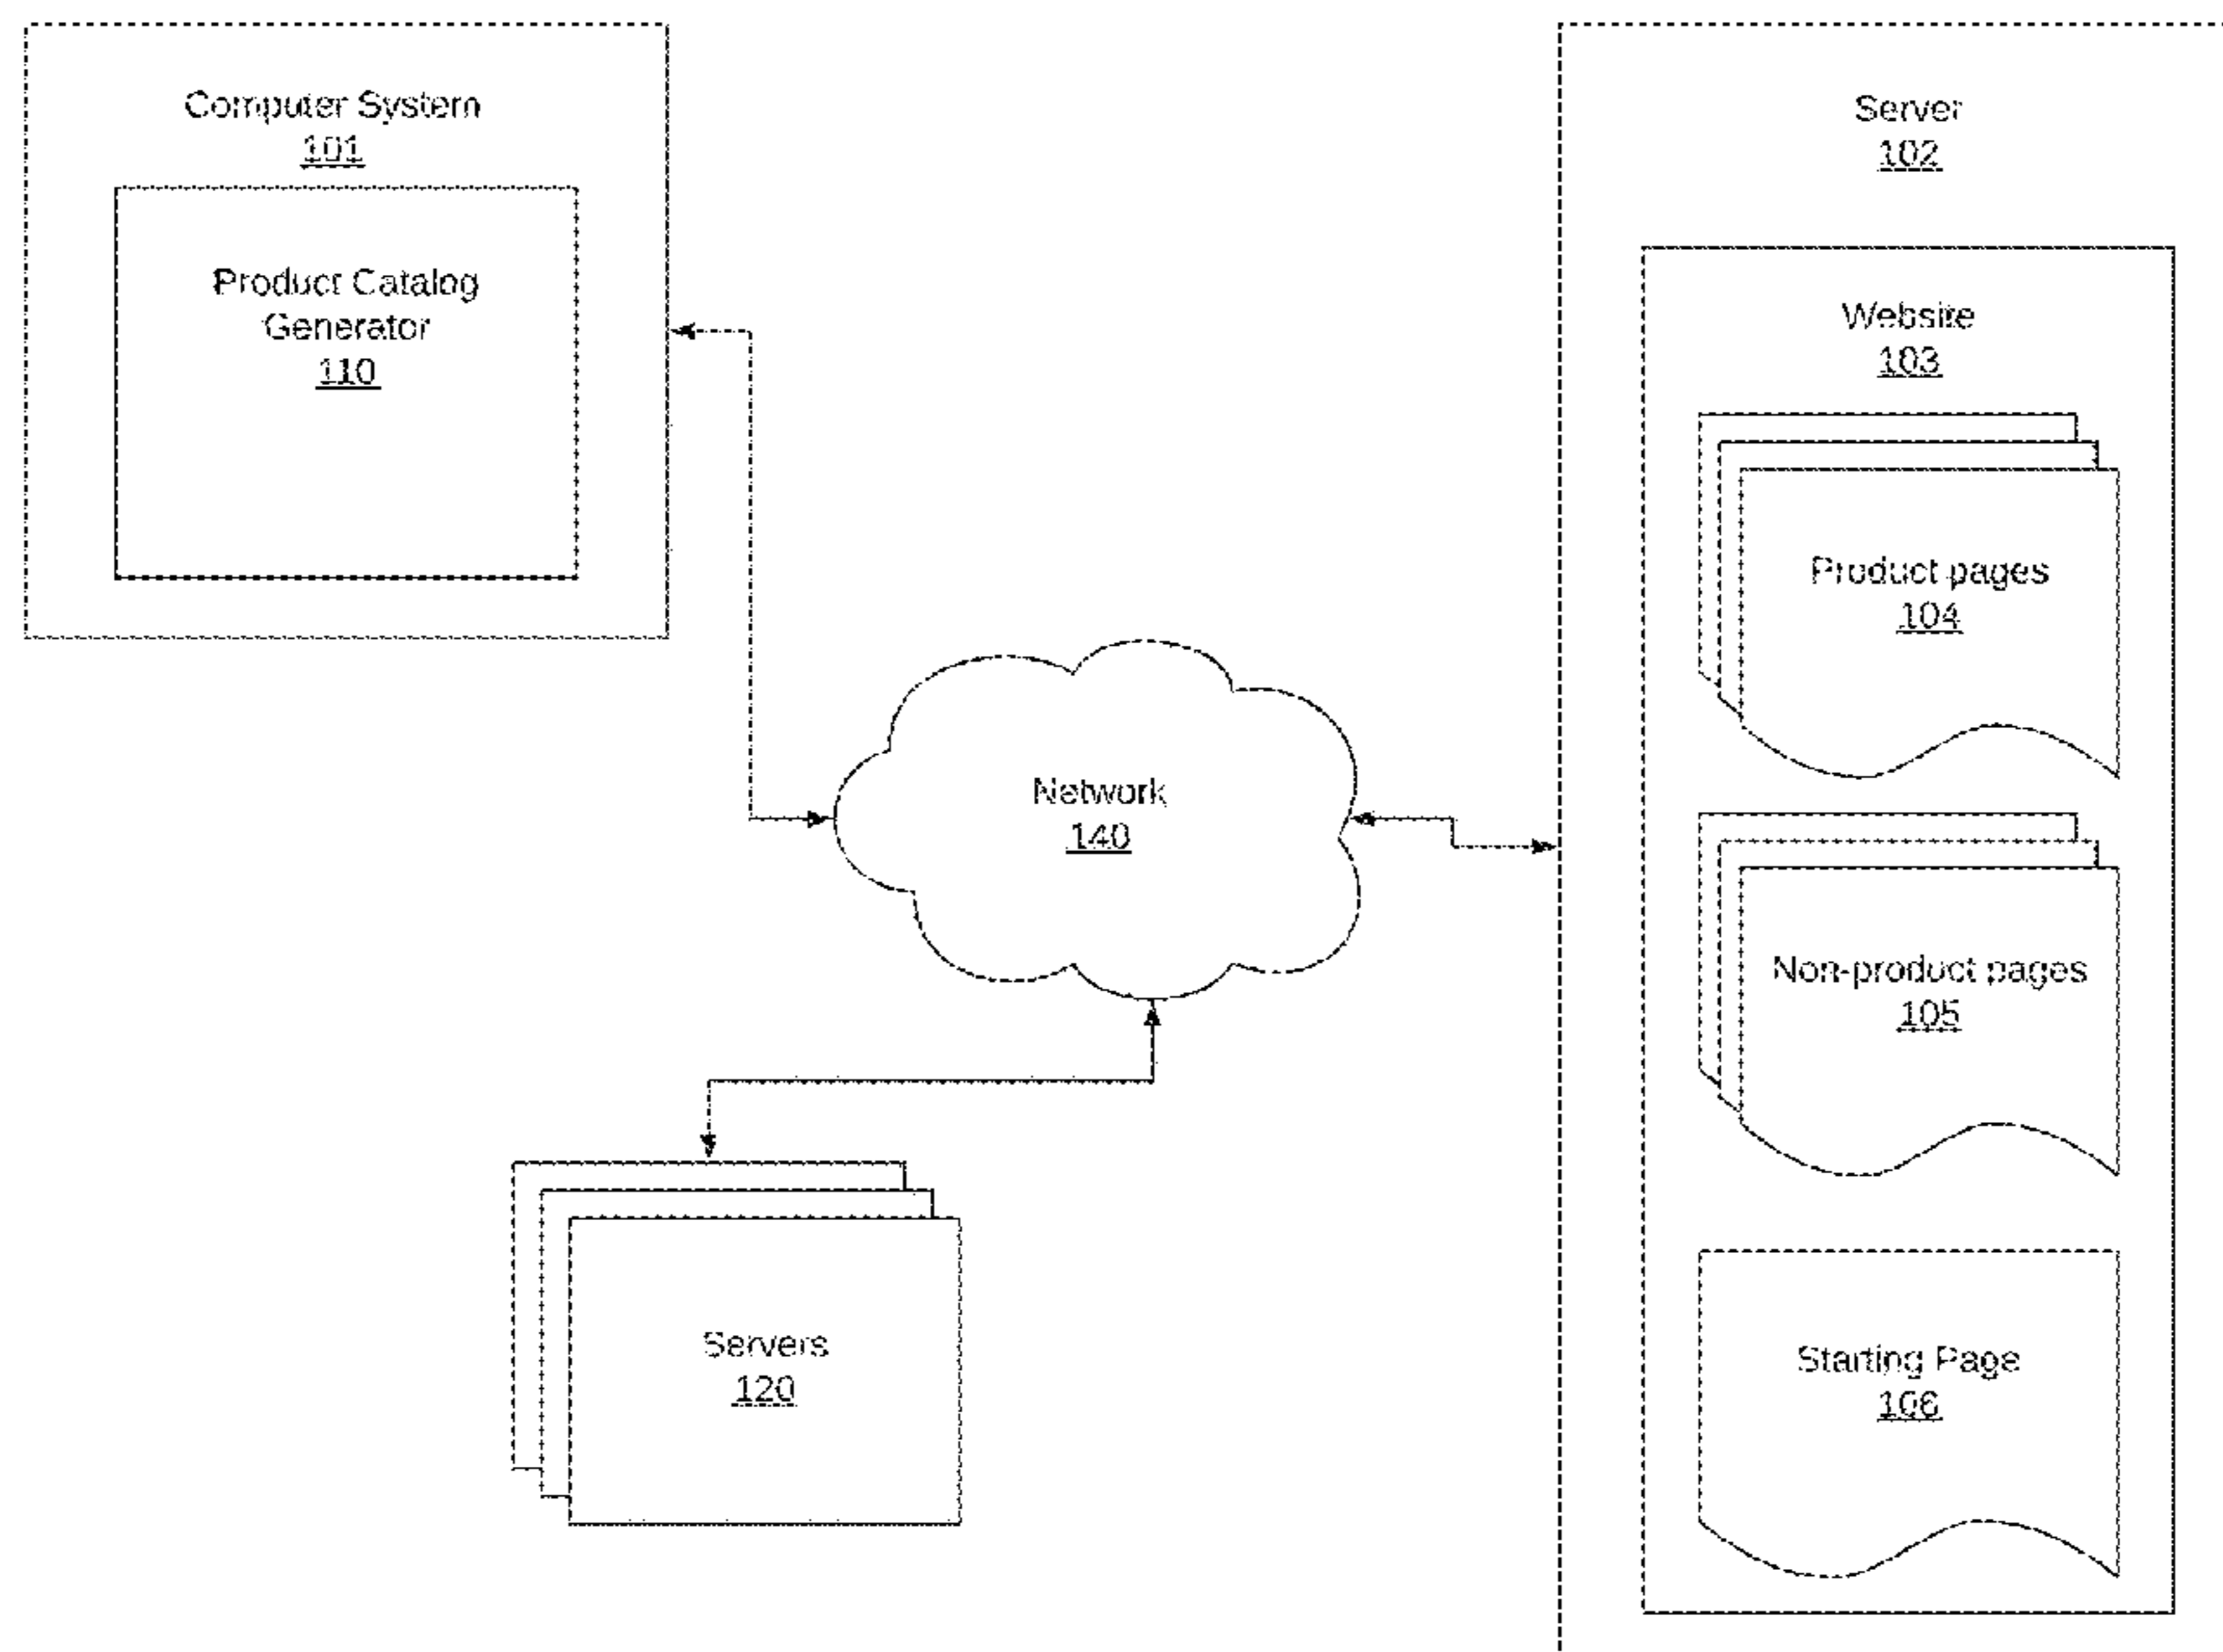 Computer System
101
Product Catalog
Generator
110
Server
102
Website
103
Product pages
104
Network
140
Non-product pages
105
Servers
120
Starting Page
106